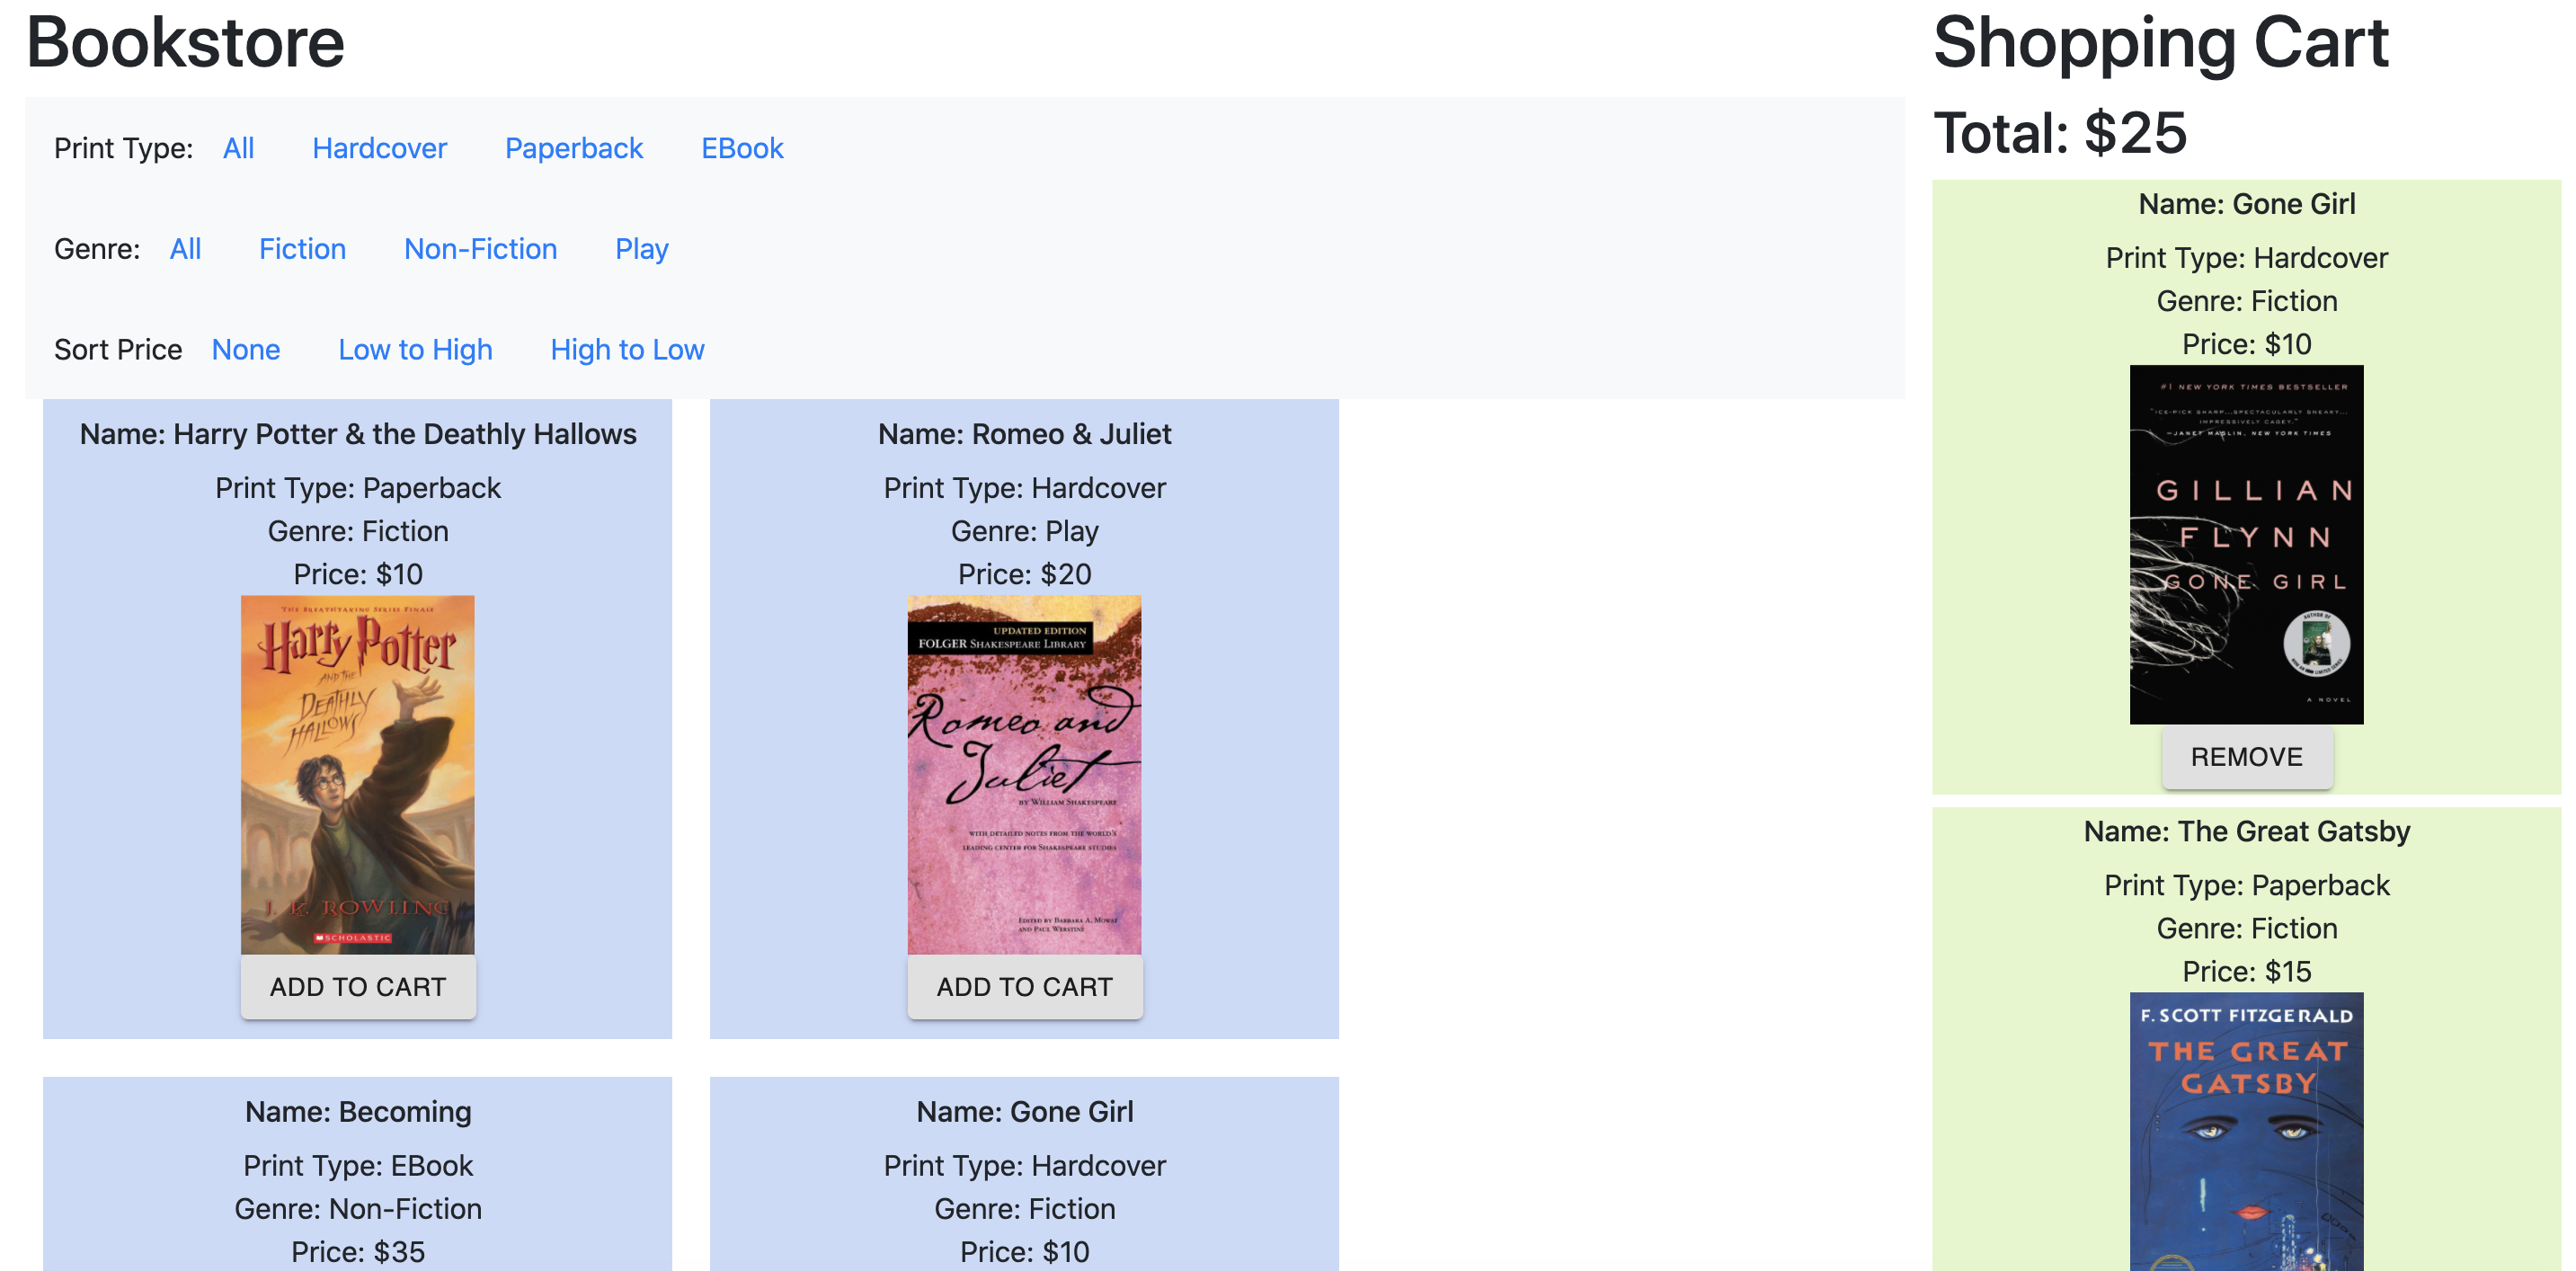 Bookstore
Print Type: All Hardcover Paperback EBook
Genre: All Fiction Non-Fiction Play
Sort Price None Low to High High to Low
Name: Harry Potter & the Deathly Hallows
Print Type: Paperback
Genre: Fiction
Price: $10
THE BREATHTAKING SERIES FINALE
Harry Potter
AND THE
DEATHLY
HALLOWS
J. K. ROWLING
SCHOLASTIC
ADD TO CART
Name: Romeo & Juliet
Print Type: Hardcover
Genre: Play
Price: $20
UPDATED EDITION
FOLGER SHAKESPEARE LIBRARY
Romeo and
Juliet
BY WILLIAM SHAKESPEARE
WITH DETAILED NOTES FROM THE WORLD'S
LEADING CENTER FOR SHAKESPEARE STUDIES
EDITED BY BARBARA A. MOWAT
AND PAUL WERSTINE
ADD TO CART
Name: Becoming
Print Type: EBook
Genre: Non-Fiction
Price: $35
Name: Gone Girl
Print Type: Hardcover
Genre: Fiction
Price: $10
Shopping Cart
Total: $25
Name: Gone Girl
Print Type: Hardcover
Genre: Fiction
Price: $10
#1 NEW YORK TIMES BESTSELLER
"ICE-PICK SHARP...SPECTACULARLY SNEAKY...
IMPRESSIVELY CAGEY."
—JANET MASLIN, NEW YORK TIMES
GILLIAN
FLYNN
GONE GIRL
AUTHOR OF
A NOVEL
REMOVE
Name: The Great Gatsby
Print Type: Paperback
Genre: Fiction
Price: $15
F. SCOTT FITZGERALD
THE GREAT
GATSBY